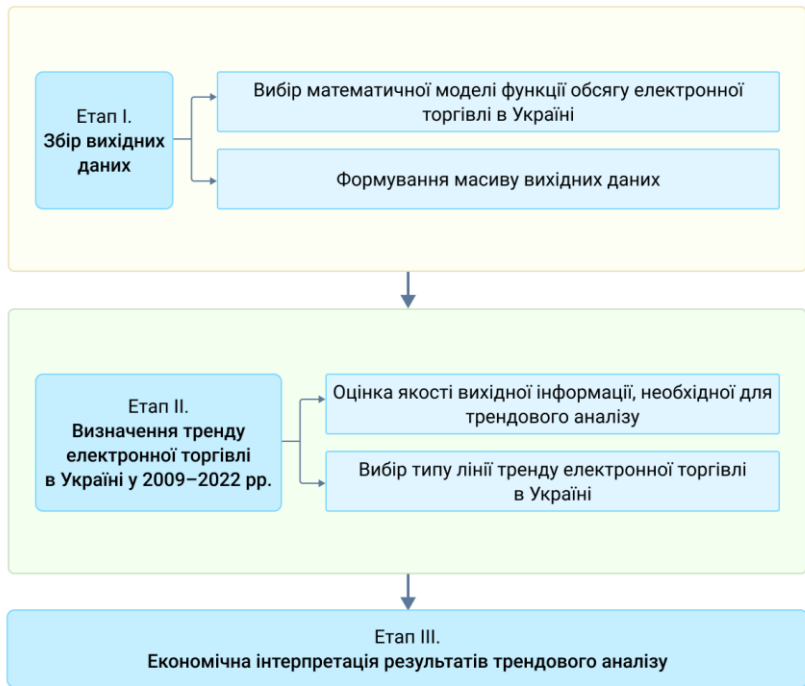 Етап І.
Збір вихідних
даних
Вибір математичної моделі функції обсягу електронної
торгівлі в Україні
Формування масиву вихідних даних
Етап ІІ.
Визначення тренду
електронної торгівлі
в Україні у 2009–2022 рр.
Оцінка якості вихідної інформації, необхідної для
трендового аналізу
Вибір типу лінії тренду електронної торгівлі
в Україні
Етап ІІІ.
Економічна інтерпретація результатів трендового аналізу